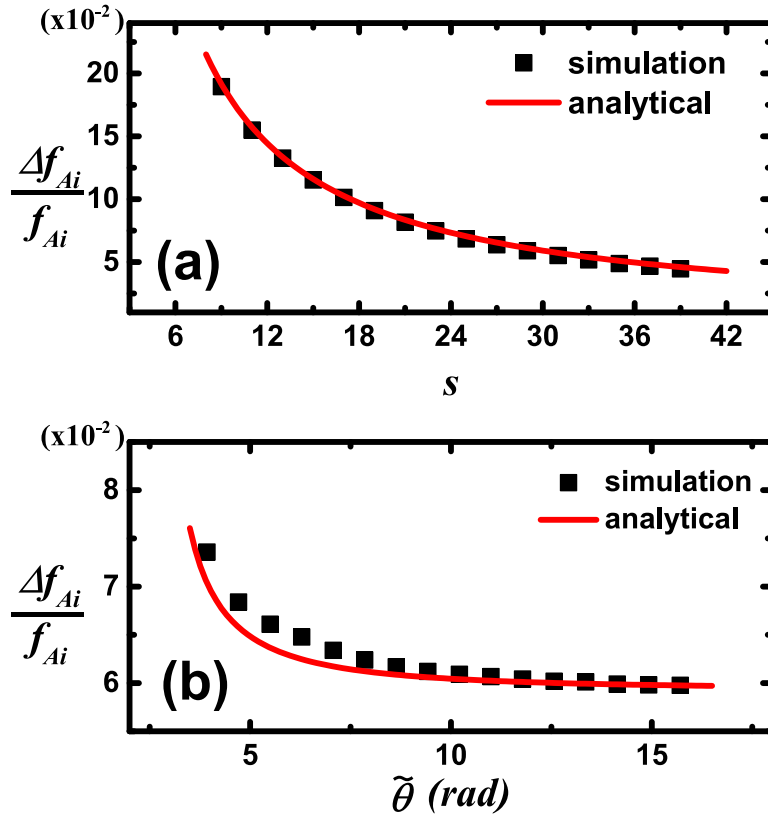 (x10⁻²)
20
15
10
5
Δf_Ai
f_Ai
simulation
analytical
(a)
6 12 18 24 30 36 42
s
(x10⁻²)
8
7
6
Δf_Ai
f_Ai
simulation
analytical
(b)
5 10 15
θ̃ (rad)